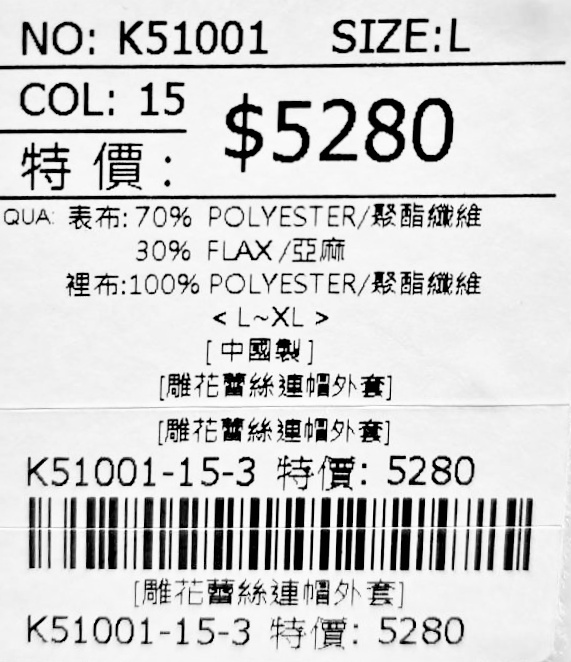 NO: K51001 SIZE:L
COL: 15
$5280
特價:
QUA: 表布:70% POLYESTER/聚酯纖維
30% FLAX/亞麻
裡布:100% POLYESTER/聚酯纖維
< L~XL >
[中國製]
[雕花蕾絲連帽外套]
[雕花蕾絲連帽外套]
K51001-15-3 特價: 5280
[雕花蕾絲連帽外套]
K51001-15-3 特價: 5280